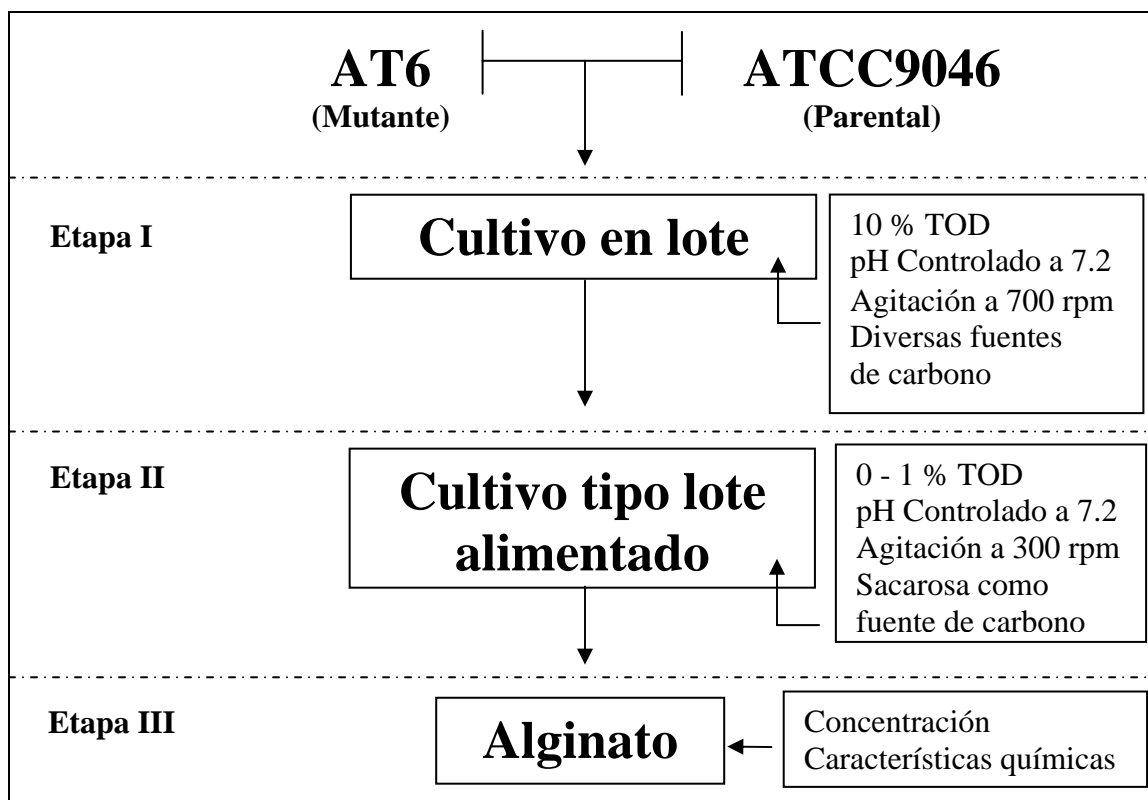 AT6
(Mutante)
ATCC9046
(Parental)
Etapa I
Cultivo en lote
10 % TOD
pH Controlado a 7.2
Agitación a 700 rpm
Diversas fuentes
de carbono
Etapa II
Cultivo tipo lote
alimentado
0 - 1 % TOD
pH Controlado a 7.2
Agitación a 300 rpm
Sacarosa como
fuente de carbono
Etapa III
Alginato
Concentración
Características químicas